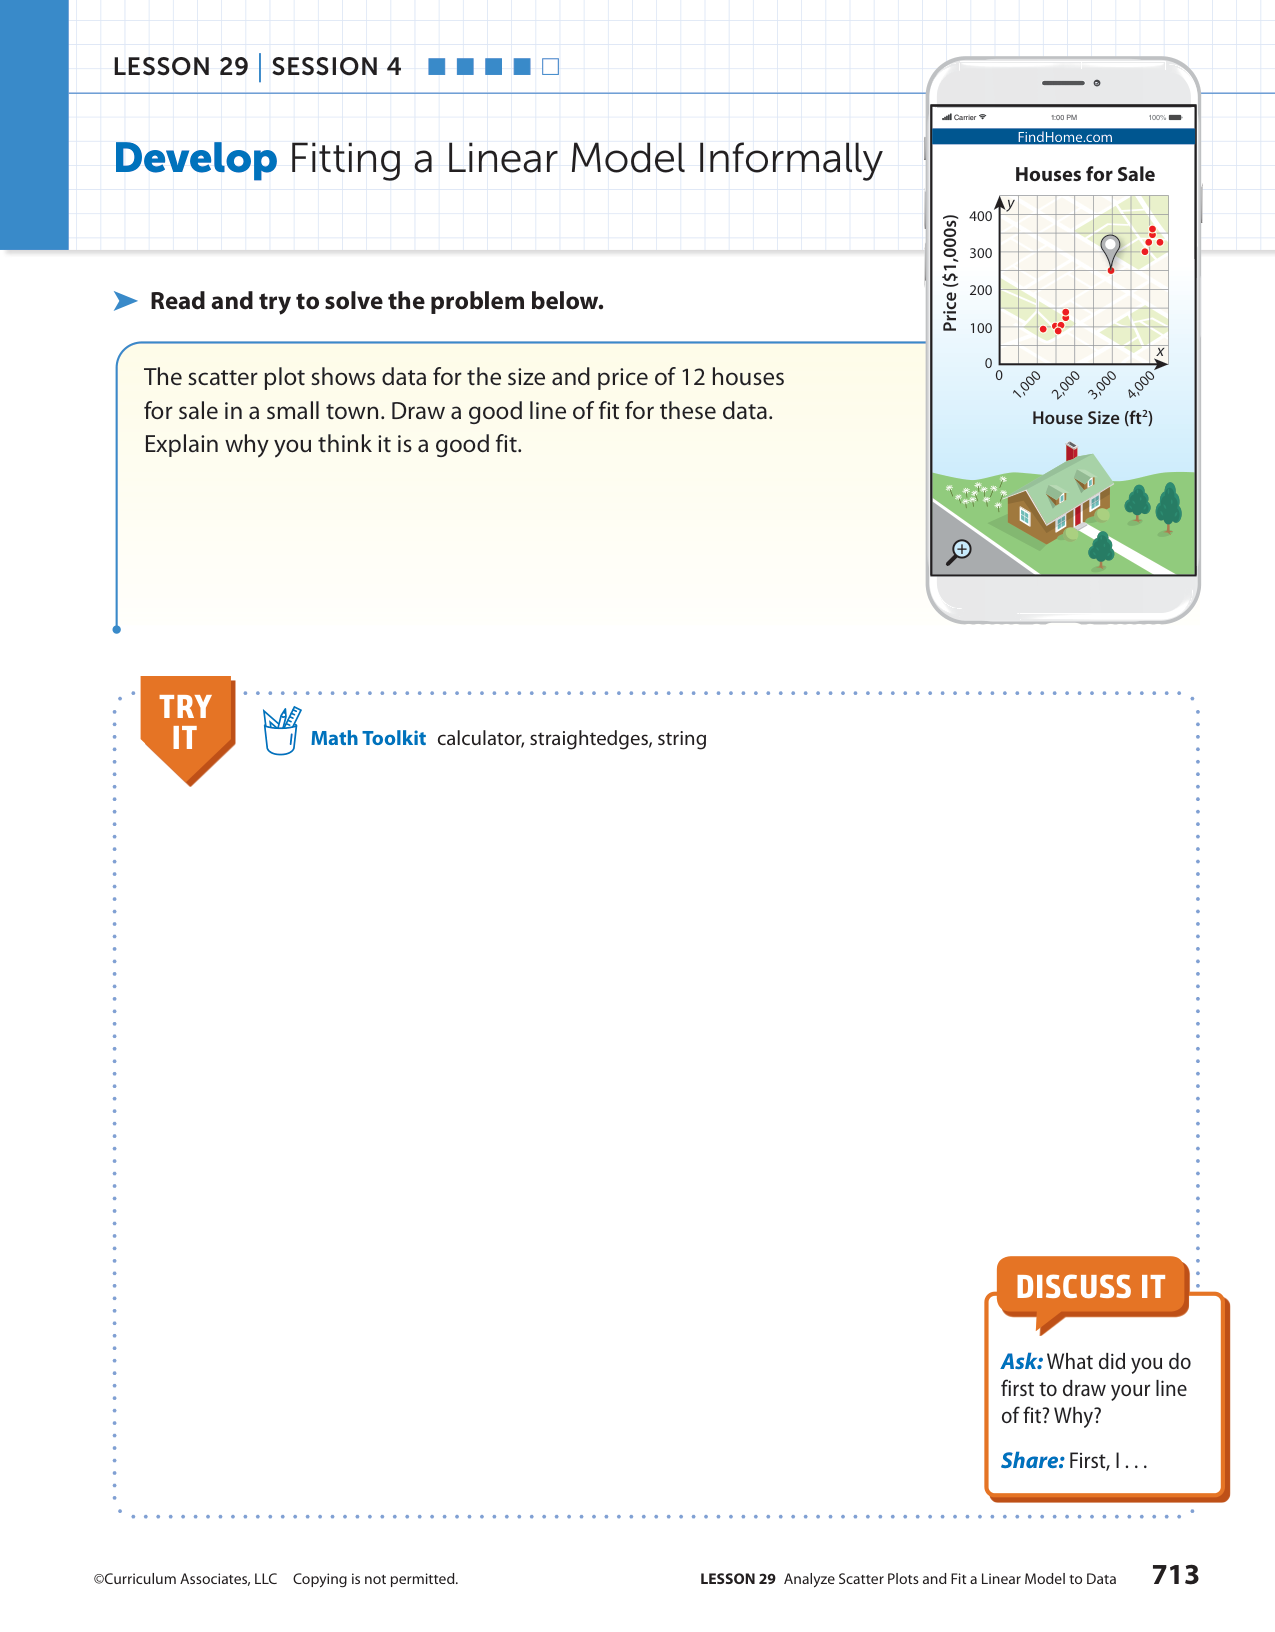 LESSON 29 | SESSION 4
Develop Fitting a Linear Model Informally
Carrier 1:00 PM 100%
FindHome.com
Houses for Sale
Price ($1,000s)
y
400
300
200
100
0
x
0 1,000 2,000 3,000 4,000
House Size (ft²)
Read and try to solve the problem below.
The scatter plot shows data for the size and price of 12 houses
for sale in a small town. Draw a good line of fit for these data.
Explain why you think it is a good fit.
TRY
IT
Math Toolkit calculator, straightedges, string
DISCUSS IT
Ask: What did you do
first to draw your line
of fit? Why?
Share: First, I . . .
©Curriculum Associates, LLC Copying is not permitted.
LESSON 29 Analyze Scatter Plots and Fit a Linear Model to Data 713